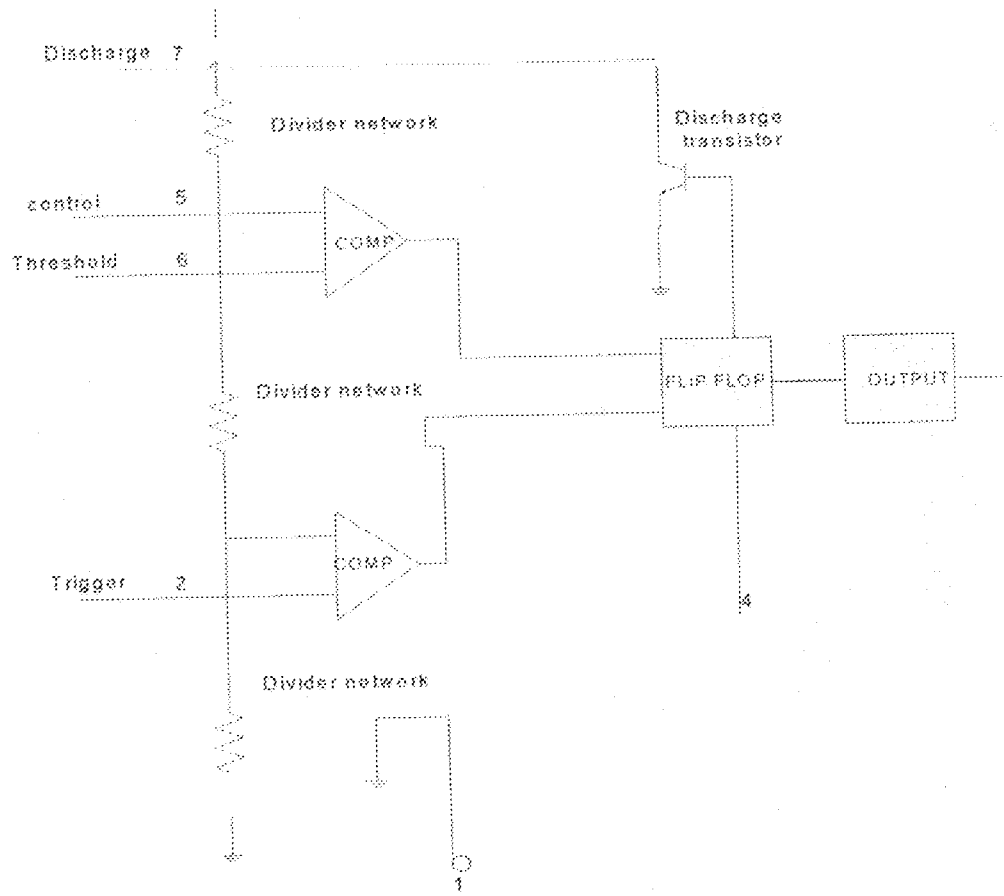 Discharge 7
Divider network
Discharge
transistor
control 5
COMP
Threshold 6
FLIP FLOP
OUTPUT
Divider network
COMP
Trigger 2
4
Divider network
1